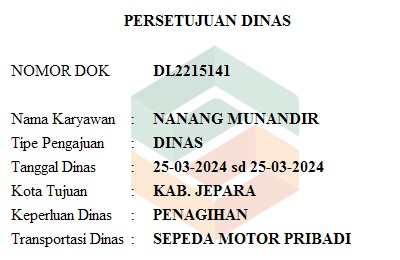 PERSETUJUAN DINAS
NOMOR DOK DL2215141
Nama Karyawan : NANANG MUNANDIR
Tipe Pengajuan : DINAS
Tanggal Dinas : 25-03-2024 sd 25-03-2024
Kota Tujuan : KAB. JEPARA
Keperluan Dinas : PENAGIHAN
Transportasi Dinas : SEPEDA MOTOR PRIBADI